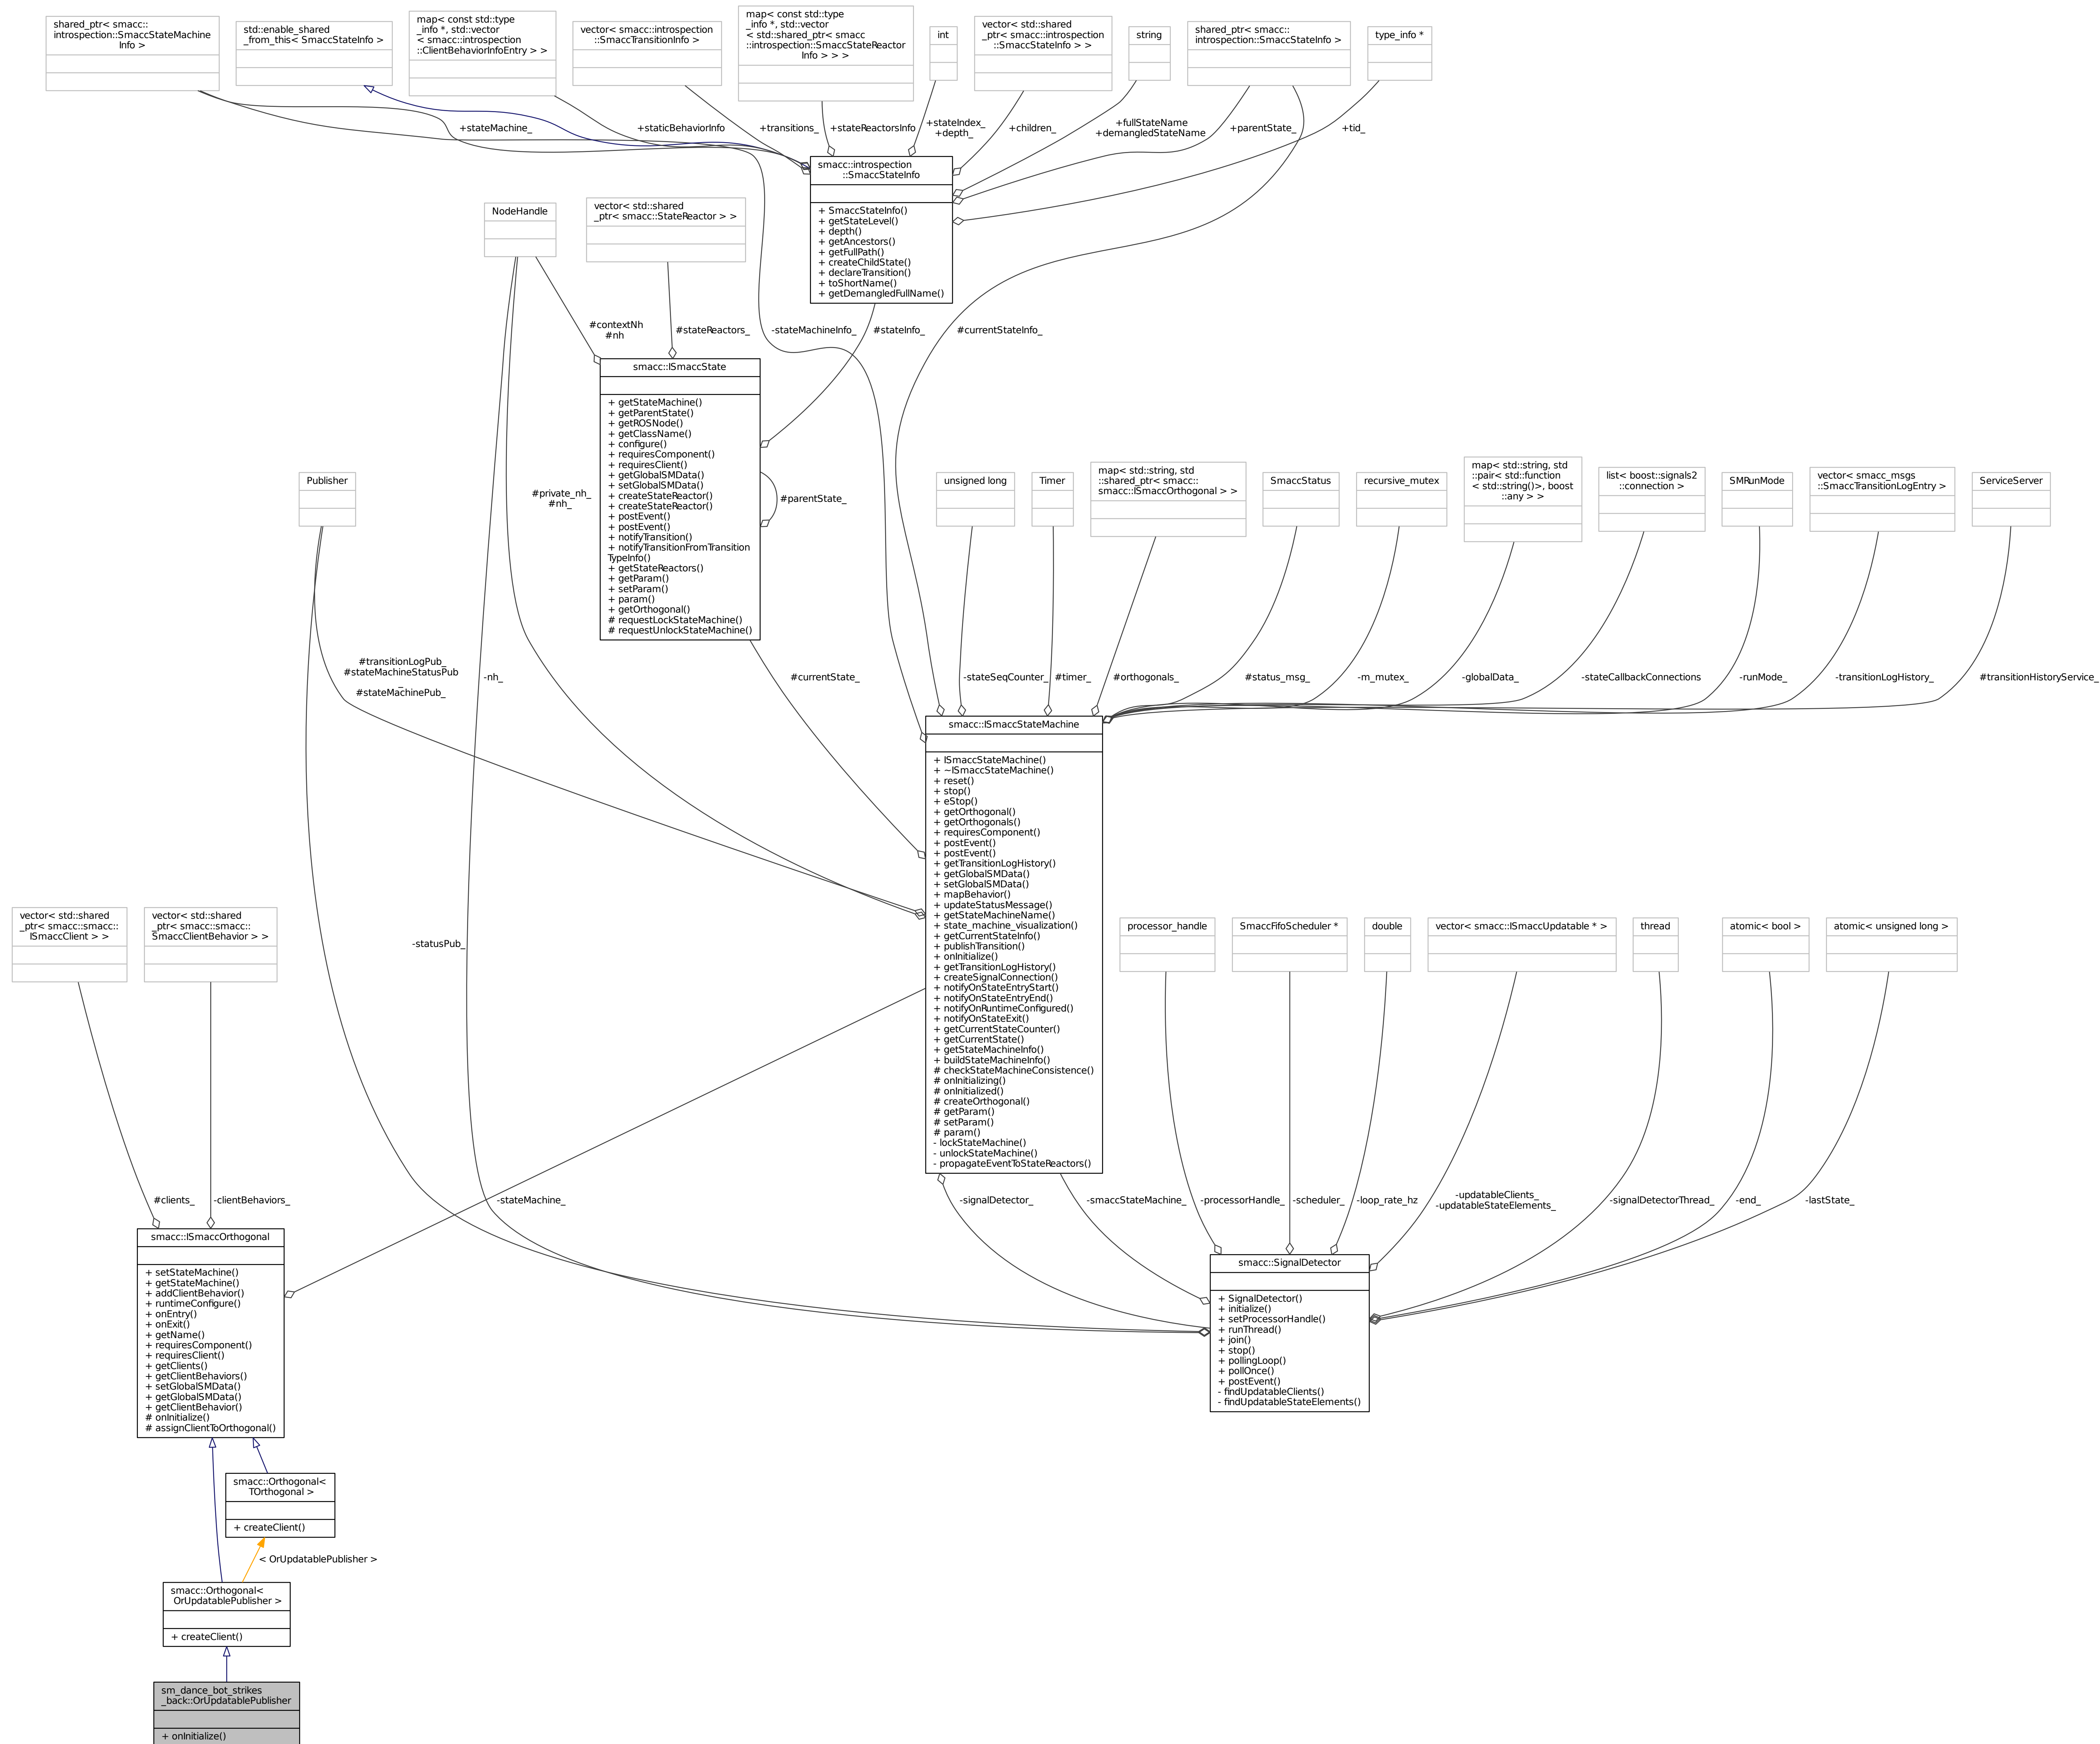 shared_ptr< smacc::
introspection::SmaccStateMachine
Info >
std::enable_shared
_from_this< SmaccStateInfo >
map< const std::type
_info *, std::vector
< smacc::introspection
::ClientBehaviorInfoEntry > >
vector< smacc::introspection
::SmaccTransitionInfo >
map< const std::type
_info *, std::vector
< std::shared_ptr< smacc
::introspection::SmaccStateReactor
Info > > >
int
vector< std::shared
_ptr< smacc::introspection
::SmaccStateInfo > >
string
shared_ptr< smacc::
introspection::SmaccStateInfo >
type_info *
+stateMachine_
+staticBehaviorInfo
+transitions_
+stateReactorsInfo
+stateIndex_
+depth_
+children_
+fullStateName
+demangledStateName
+parentState_
+tid_
smacc::introspection
::SmaccStateInfo
+ SmaccStateInfo()
+ getStateLevel()
+ depth()
+ getAncestors()
+ getFullPath()
+ createChildState()
+ declareTransition()
+ toShortName()
+ getDemangledFullName()
NodeHandle
vector< std::shared
_ptr< smacc::StateReactor > >
#contextNh
#nh
#stateReactors_
-stateMachineInfo_
#stateInfo_
#currentStateInfo_
smacc::ISmaccState
+ getStateMachine()
+ getParentState()
+ getROSNode()
+ getClassName()
+ configure()
+ requiresComponent()
+ requiresClient()
+ getGlobalSMData()
+ setGlobalSMData()
+ createStateReactor()
+ createStateReactor()
+ postEvent()
+ postEvent()
+ notifyTransition()
+ notifyTransitionFromTransition
TypeInfo()
+ getStateReactors()
+ getParam()
+ setParam()
+ param()
+ getOrthogonal()
# requestLockStateMachine()
# requestUnlockStateMachine()
#private_nh_
#nh_
#parentState_
Publisher
unsigned long
Timer
map< std::string, std
::shared_ptr< smacc::
smacc::ISmaccOrthogonal > >
SmaccStatus
recursive_mutex
map< std::string, std
::pair< std::function
< std::string()>, boost
::any > >
list< boost::signals2
::connection >
SMRunMode
vector< smacc_msgs
::SmaccTransitionLogEntry >
ServiceServer
#transitionLogPub_
#stateMachineStatusPub
_
#stateMachinePub_
-nh_
#currentState_
-stateSeqCounter_
#timer_
#orthogonals_
#status_msg_
-m_mutex_
-globalData_
-stateCallbackConnections
-runMode_
-transitionLogHistory_
#transitionHistoryService_
smacc::ISmaccStateMachine
+ ISmaccStateMachine()
+ ~ISmaccStateMachine()
+ reset()
+ stop()
+ eStop()
+ getOrthogonal()
+ getOrthogonals()
+ requiresComponent()
+ postEvent()
+ postEvent()
+ getTransitionLogHistory()
+ getGlobalSMData()
+ setGlobalSMData()
+ mapBehavior()
+ updateStatusMessage()
+ getStateMachineName()
+ state_machine_visualization()
+ getCurrentStateInfo()
+ publishTransition()
+ onInitialize()
+ getTransitionLogHistory()
+ createSignalConnection()
+ notifyOnStateEntryStart()
+ notifyOnStateEntryEnd()
+ notifyOnRuntimeConfigured()
+ notifyOnStateExit()
+ getCurrentStateCounter()
+ getCurrentState()
+ getStateMachineInfo()
+ buildStateMachineInfo()
# checkStateMachineConsistence()
# onInitializing()
# onInitialized()
# createOrthogonal()
# getParam()
# setParam()
# param()
- lockStateMachine()
- unlockStateMachine()
- propagateEventToStateReactors()
vector< std::shared
_ptr< smacc::smacc::
ISmaccClient > >
vector< std::shared
_ptr< smacc::smacc::
SmaccClientBehavior > >
-statusPub_
processor_handle
SmaccFifoScheduler *
double
vector< smacc::ISmaccUpdatable * >
thread
atomic< bool >
atomic< unsigned long >
#clients_
-clientBehaviors_
-stateMachine_
-signalDetector_
-smaccStateMachine_
-processorHandle_
-scheduler_
-loop_rate_hz
-updatableClients_
-updatableStateElements_
-signalDetectorThread_
-end_
-lastState_
smacc::ISmaccOrthogonal
+ setStateMachine()
+ getStateMachine()
+ addClientBehavior()
+ runtimeConfigure()
+ onEntry()
+ onExit()
+ getName()
+ requiresComponent()
+ requiresClient()
+ getClients()
+ getClientBehaviors()
+ setGlobalSMData()
+ getGlobalSMData()
+ getClientBehavior()
# onInitialize()
# assignClientToOrthogonal()
smacc::SignalDetector
+ SignalDetector()
+ initialize()
+ setProcessorHandle()
+ runThread()
+ join()
+ stop()
+ pollingLoop()
+ pollOnce()
+ postEvent()
- findUpdatableClients()
- findUpdatableStateElements()
smacc::Orthogonal<
TOrthogonal >
+ createClient()
< OrUpdatablePublisher >
smacc::Orthogonal<
OrUpdatablePublisher >
+ createClient()
sm_dance_bot_strikes
_back::OrUpdatablePublisher
+ onInitialize()